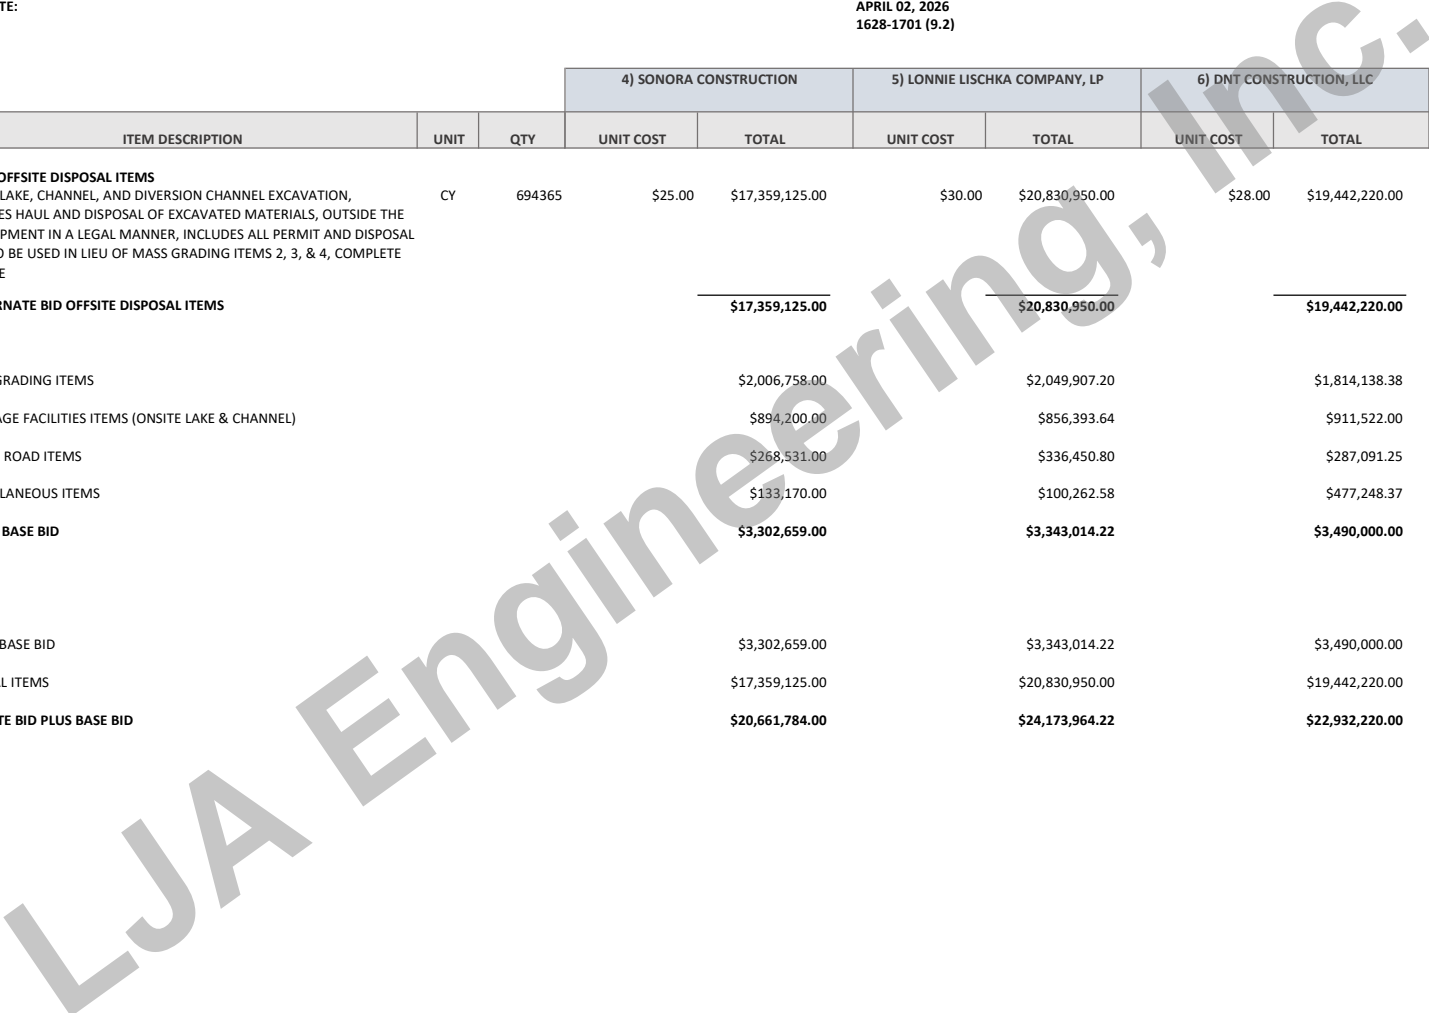 TE: APRIL 02, 2026
1628-1701 (9.2)
4) SONORA CONSTRUCTION 5) LONNIE LISCHKA COMPANY, LP 6) DNT CONSTRUCTION, LLC
ITEM DESCRIPTION UNIT QTY UNIT COST TOTAL UNIT COST TOTAL UNIT COST TOTAL
OFFSITE DISPOSAL ITEMS
LAKE, CHANNEL, AND DIVERSION CHANNEL EXCAVATION, CY 694365 $25.00 $17,359,125.00 $30.00 $20,830,950.00 $28.00 $19,442,220.00
ES HAUL AND DISPOSAL OF EXCAVATED MATERIALS, OUTSIDE THE
PMENT IN A LEGAL MANNER, INCLUDES ALL PERMIT AND DISPOSAL
O BE USED IN LIEU OF MASS GRADING ITEMS 2, 3, & 4, COMPLETE
E
RNATE BID OFFSITE DISPOSAL ITEMS $17,359,125.00 $20,830,950.00 $19,442,220.00
GRADING ITEMS $2,006,758.00 $2,049,907.20 $1,814,138.38
AGE FACILITIES ITEMS (ONSITE LAKE & CHANNEL) $894,200.00 $856,393.64 $911,522.00
ROAD ITEMS $268,531.00 $336,450.80 $287,091.25
LANEOUS ITEMS $133,170.00 $100,262.58 $477,248.37
BASE BID $3,302,659.00 $3,343,014.22 $3,490,000.00
BASE BID $3,302,659.00 $3,343,014.22 $3,490,000.00
L ITEMS $17,359,125.00 $20,830,950.00 $19,442,220.00
TE BID PLUS BASE BID $20,661,784.00 $24,173,964.22 $22,932,220.00
LJA Engineering, Inc.